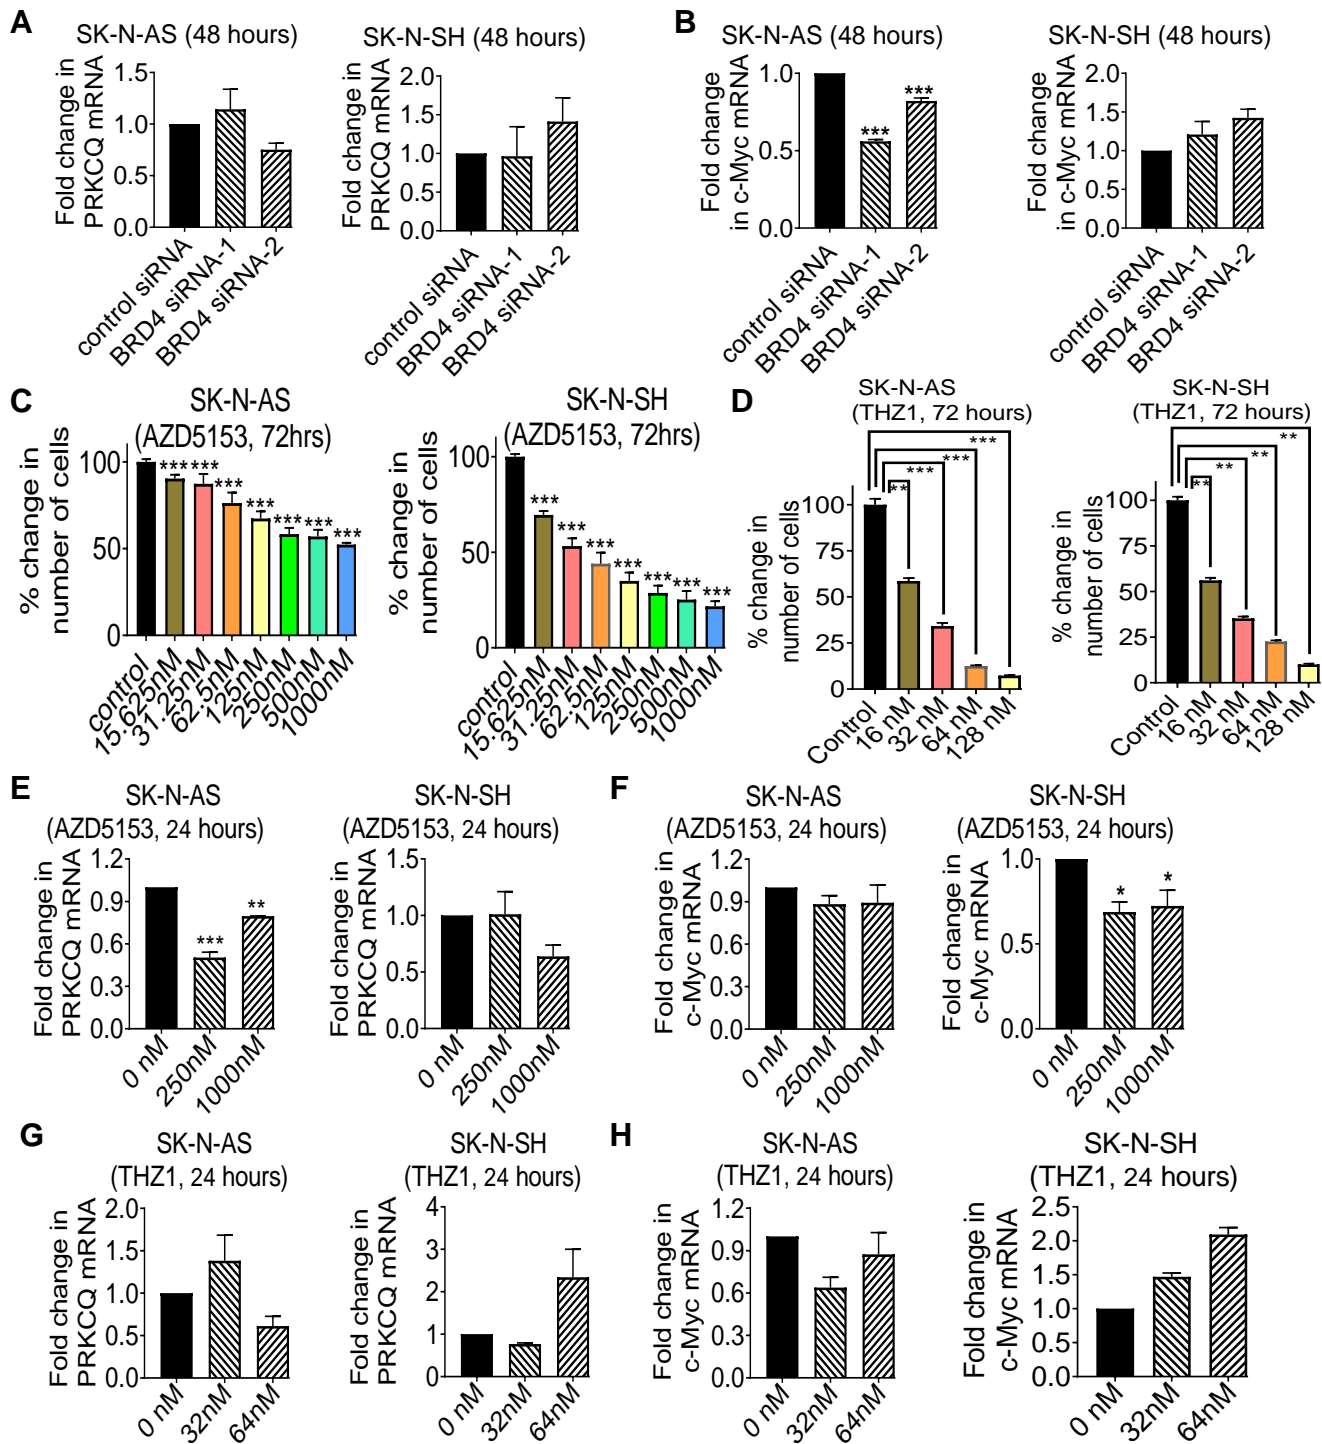 A
SK-N-AS (48 hours)
Fold change in
PRKCQ mRNA
1.5
1.0
0.5
0.0
control siRNA
BRD4 siRNA-1
BRD4 siRNA-2
SK-N-SH (48 hours)
Fold change in
PRKCQ mRNA
2.0
1.5
1.0
0.5
0.0
control siRNA
BRD4 siRNA-1
BRD4 siRNA-2
B
SK-N-AS (48 hours)
Fold change
in c-Myc mRNA
1.0
0.5
0.0
***
***
control siRNA
BRD4 siRNA-1
BRD4 siRNA-2
SK-N-SH (48 hours)
Fold change
in c-Myc mRNA
2.0
1.5
1.0
0.5
0.0
control siRNA
BRD4 siRNA-1
BRD4 siRNA-2
C
SK-N-AS
(AZD5153, 72hrs)
% change in
number of cells
100
50
0
***
***
***
***
***
***
***
control
15.625nM
31.25nM
62.5nM
125nM
250nM
500nM
1000nM
SK-N-SH
(AZD5153, 72hrs)
% change in
number of cells
100
50
0
***
***
***
***
***
***
***
control
15.625nM
31.25nM
62.5nM
125nM
250nM
500nM
1000nM
D
SK-N-AS
(THZ1, 72 hours)
% change in
number of cells
100
75
50
25
0
***
***
***
**
Control
16 nM
32 nM
64 nM
128 nM
SK-N-SH
(THZ1, 72 hours)
% change in
number of cells
100
75
50
25
0
**
**
**
**
Control
16 nM
32 nM
64 nM
128 nM
E
SK-N-AS
(AZD5153, 24 hours)
Fold change in
PRKCQ mRNA
1.2
0.9
0.6
0.3
0.0
***
**
0 nM
250nM
1000nM
SK-N-SH
(AZD5153, 24 hours)
Fold change in
PRKCQ mRNA
1.5
1.0
0.5
0.0
0 nM
250nM
1000nM
F
SK-N-AS
(AZD5153, 24 hours)
Fold change in
c-Myc mRNA
1.2
0.9
0.6
0.3
0.0
0 nM
250nM
1000nM
SK-N-SH
(AZD5153, 24 hours)
Fold change in
c-Myc mRNA
1.0
0.5
0.0
*
*
0 nM
250nM
1000nM
G
SK-N-AS
(THZ1, 24 hours)
Fold change in
PRKCQ mRNA
2.0
1.5
1.0
0.5
0.0
0 nM
32nM
64nM
SK-N-SH
(THZ1, 24 hours)
Fold change in
PRKCQ mRNA
4
3
2
1
0
0 nM
32nM
64nM
H
SK-N-AS
(THZ1, 24 hours)
Fold change in
c-Myc mRNA
1.2
0.9
0.6
0.3
0.0
0 nM
32nM
64nM
SK-N-SH
(THZ1, 24 hours)
Fold change in
c-Myc mRNA
2.5
2.0
1.5
1.0
0.5
0.0
0 nM
32nM
64nM